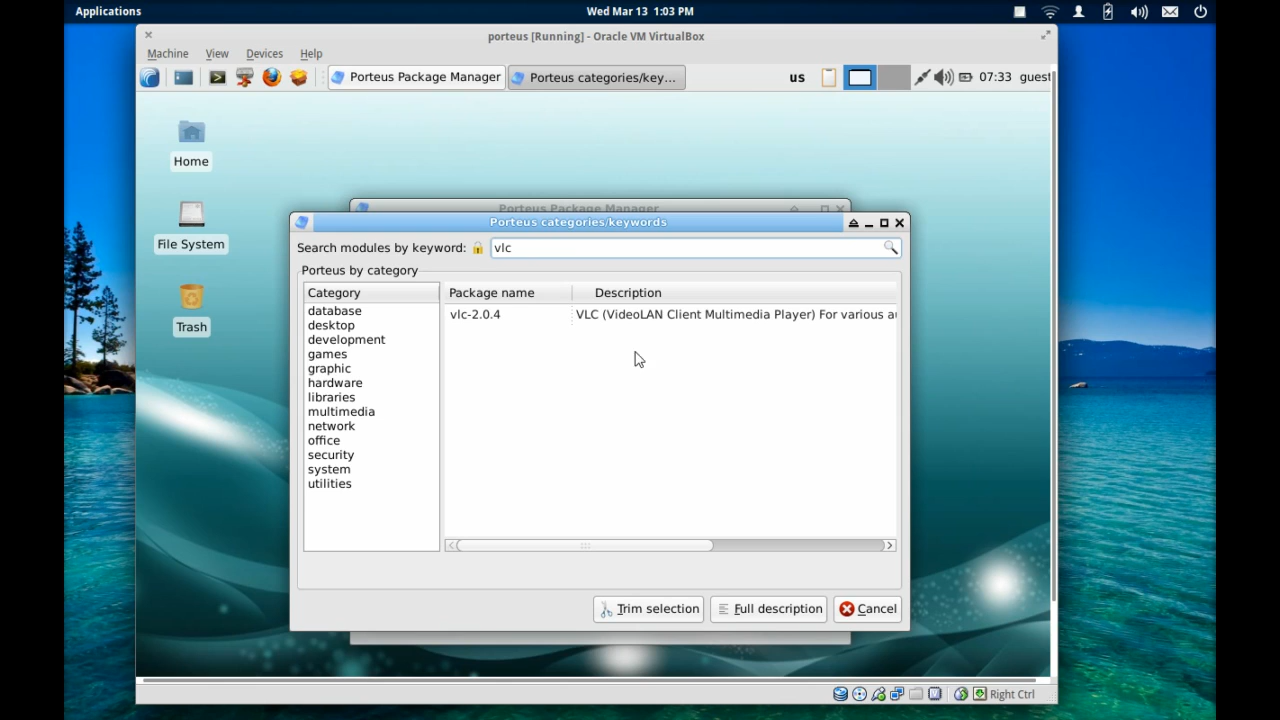 Applications
Wed Mar 13 1:03 PM
porteus [Running] - Oracle VM VirtualBox
Machine View Devices Help
Porteus Package Manager
Porteus categories/key...
us
07:33 guest
Home
File System
Trash
Porteus Package Manager
Porteus categories/keywords
Search modules by keyword: vlc
Porteus by category
Category
Package name
Description
database
desktop
development
games
graphic
hardware
libraries
multimedia
network
office
security
system
utilities
vlc-2.0.4
VLC (VideoLAN Client Multimedia Player) For various au
Trim selection
Full description
Cancel
Right Ctrl